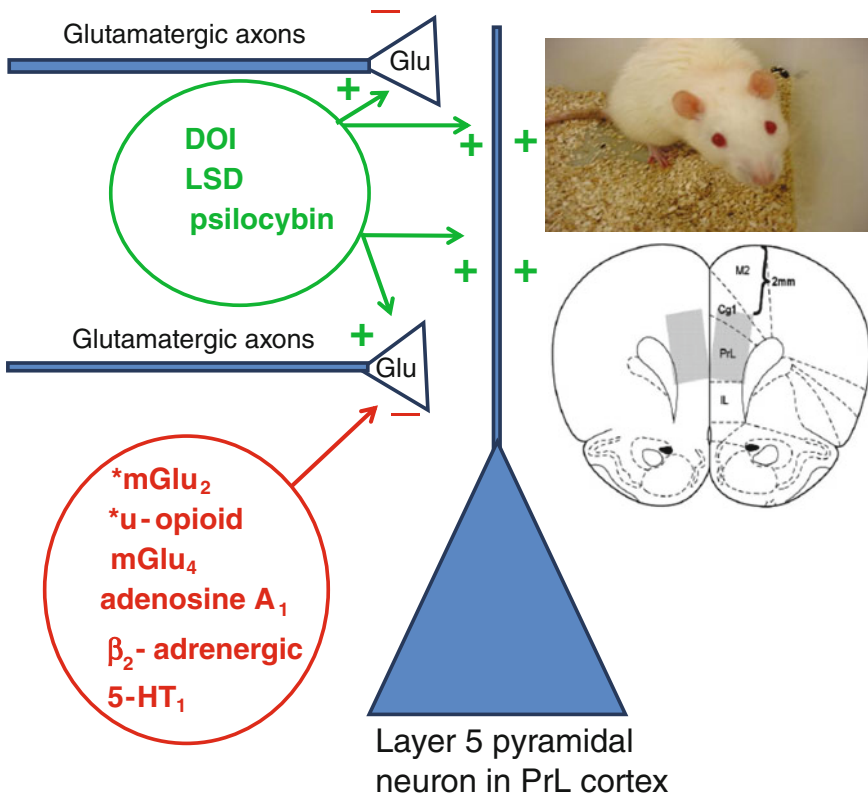 Glutamatergic axons
Glu
+
DOI
LSD
psilocybin
+ +
+ +
Glutamatergic axons
+
Glu
*mGlu2
*u-opioid
mGlu4
adenosine A1
β2- adrenergic
5-HT1
M2
2mm
Cg1
PrL
IL
Layer 5 pyramidal
neuron in PrL cortex